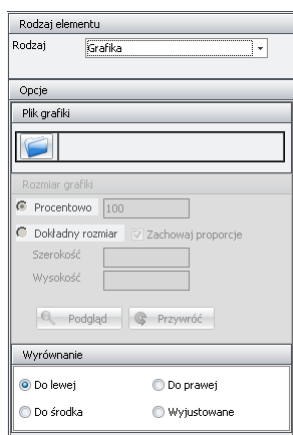 Rodzaj elementu
Rodzaj Grafika
Opcje
Plik grafiki
Rozmiar grafiki
Procentowo 100
Dokładny rozmiar Zachowaj proporcje
Szerokość
Wysokość
Podgląd Przywróć
Wyrównanie
Do lewej Do prawej
Do środka Wyjustowane